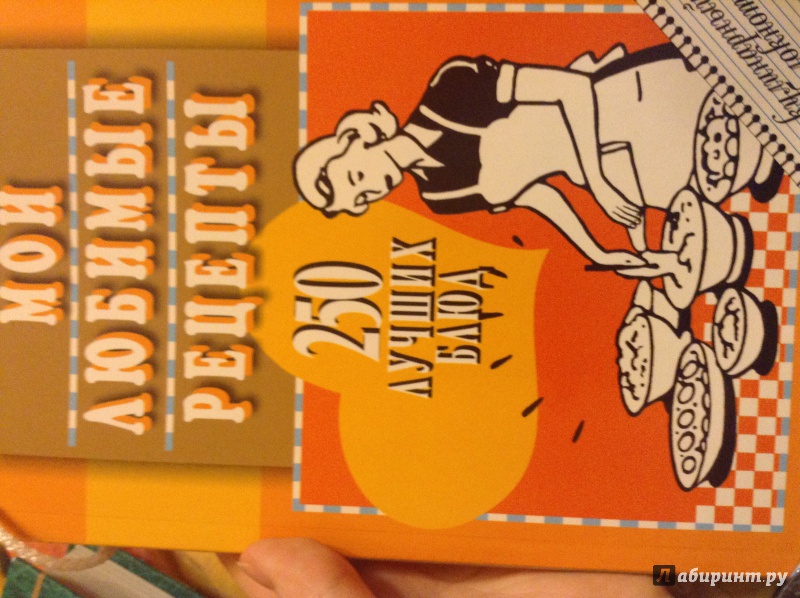 МОИ
ЛЮБИМЫЕ
РЕЦЕПТЫ
250
ЛУЧШИХ
БЛЮД
Лабиринт.ру